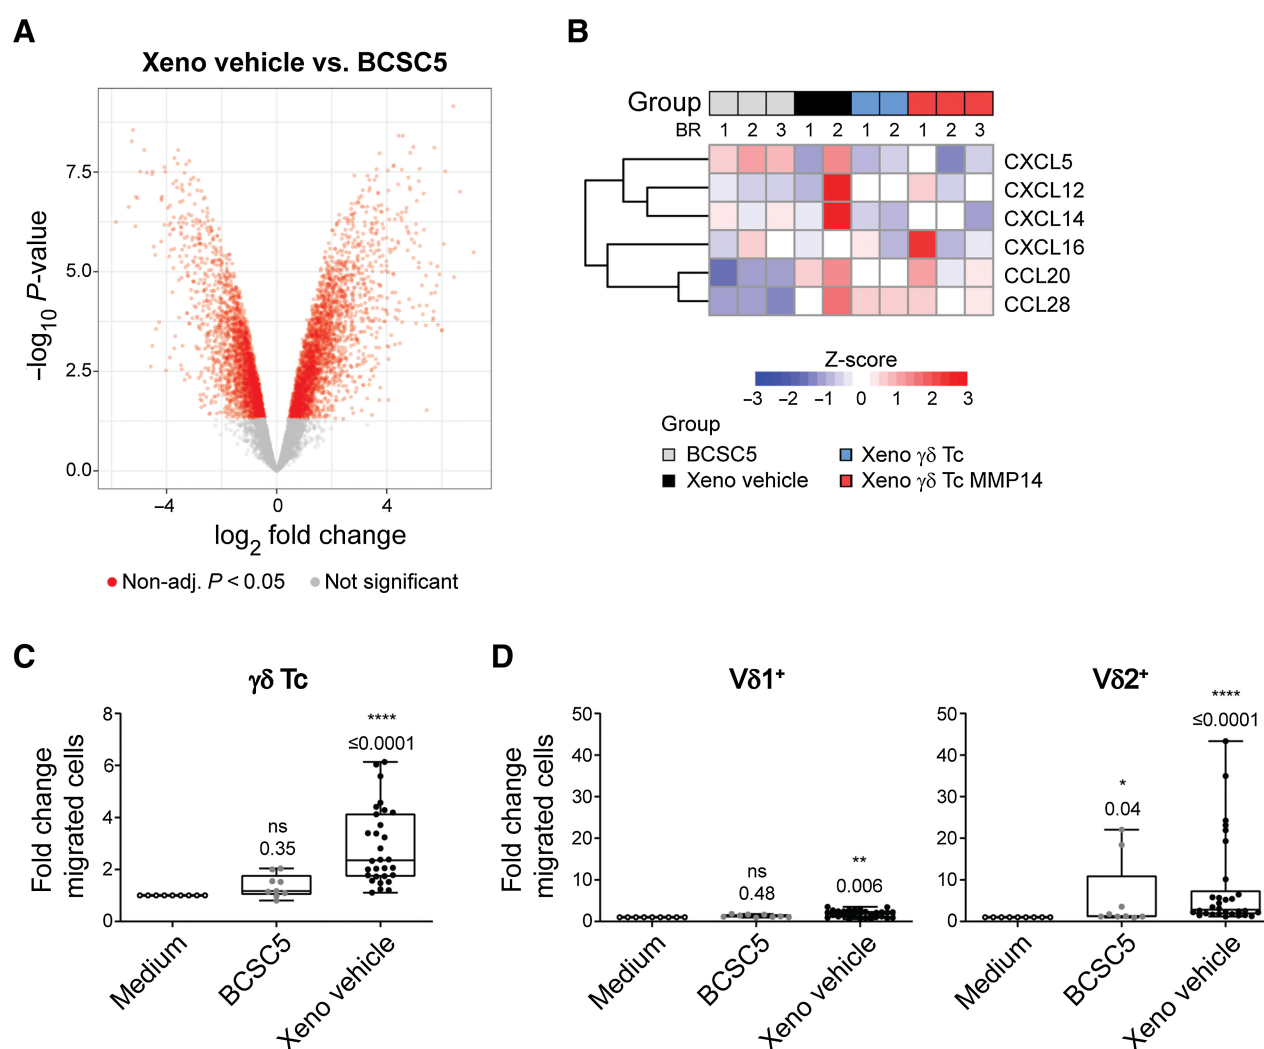 A
Xeno vehicle vs. BCSC5
−log10 P-value
7.5
5.0
2.5
0.0
−4 0 4
log2 fold change
Non-adj. P < 0.05 Not significant
B
Group
BR 1 2 3 1 2 1 2 1 2 3
CXCL5
CXCL12
CXCL14
CXCL16
CCL20
CCL28
Z-score
−3 −2 −1 0 1 2 3
Group
BCSC5 Xeno γδ Tc
Xeno vehicle Xeno γδ Tc MMP14
C
γδ Tc
Fold change
migrated cells
8
6
4
2
0
ns
0.35
****
≤0.0001
Medium
BCSC5
Xeno vehicle
D
Vδ1+
Fold change
migrated cells
50
40
30
20
10
0
ns
0.48
**
0.006
Medium
BCSC5
Xeno vehicle
Vδ2+
Fold change
migrated cells
50
40
30
20
10
0
*
0.04
****
≤0.0001
Medium
BCSC5
Xeno vehicle